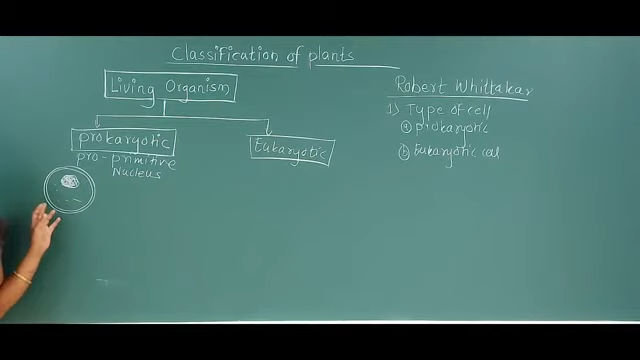 Classification of plants
Living Organism
prokaryotic
pro - primitive
Nucleus
Eukaryotic
Robert Whittakar
1) Type of cell
(a) prokaryotic
(b) Eukaryotic cell